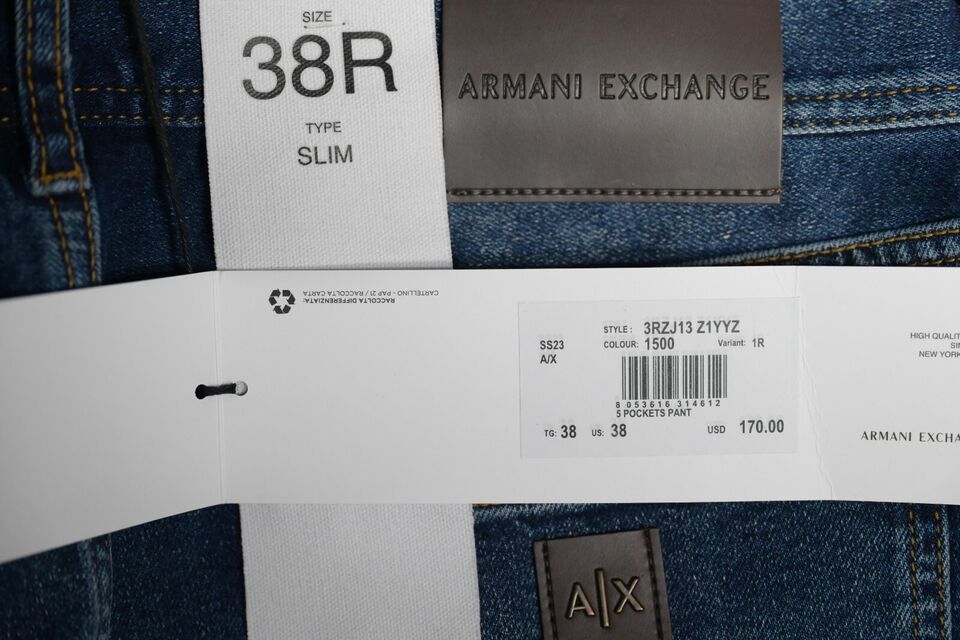 SIZE
38R
TYPE
SLIM
ARMANI EXCHANGE
RACCOLTA DIFFERENZIATA:
CARTELLINO - PAP 21 / RACCOLTA CARTA
STYLE : 3RZJ13 Z1YYZ
SS23 COLOUR: 1500 Variant: 1R
A/X
8 053616 314612
5 POCKETS PANT
TG: 38 US: 38 USD 170.00
HIGH QUALIT
SI
NEW YORK
ARMANI EXCHA
A|X